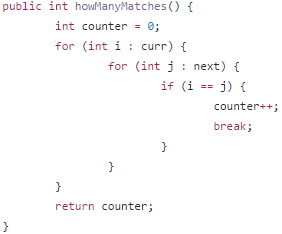 public int howManyMatches() {
        int counter = 0;
        for (int i : curr) {
                for (int j : next) {
                        if (i == j) {
                                counter++;
                                break;
                        }
                }
        }
        return counter;
}